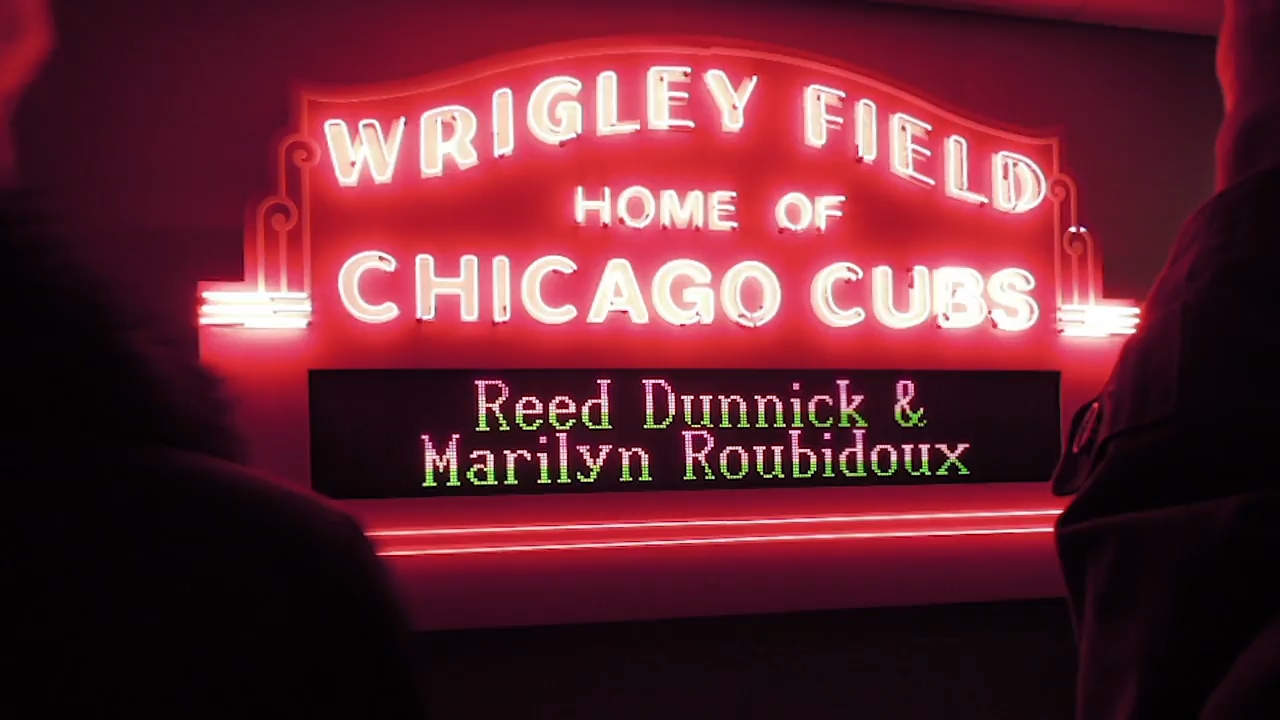 WRIGLEY FIELD
HOME OF
CHICAGO CUBS
Reed Dunnick &
Marilyn Roubidoux